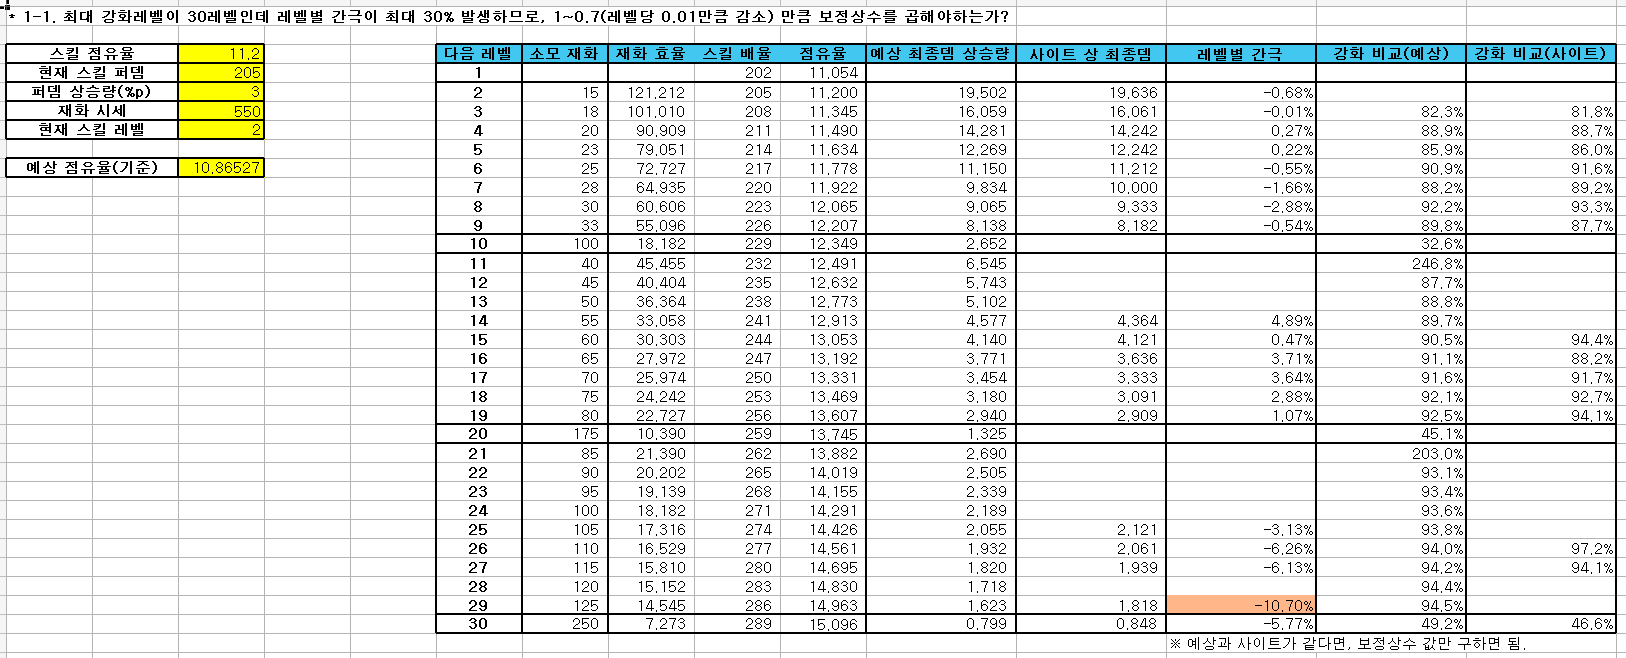 * 1-1. 최대 강화레벨이 30레벨인데 레벨별 간극이 최대 30% 발생하므로, 1~0.7(레벨당 0.01만큼 감소) 만큼 보정상수를 곱해야하는가?
스킬 점유율 11.2
현재 스킬 퍼뎀 205
퍼뎀 상승량(%p) 3
재화 시세 550
현재 스킬 레벨 2
예상 점유율(기준) 10.86527
다음 레벨 소모 재화 재화 효율 스킬 배율 점유율 예상 최종뎀 상승량 사이트 상 최종뎀 레벨별 간극 강화 비교(예상) 강화 비교(사이트)
1 202 11.054
2 15 121.212 205 11.200 19.502 19.636 -0.68%
3 18 101.010 208 11.345 16.059 16.061 -0.01% 82.3% 81.8%
4 20 90.909 211 11.490 14.281 14.242 0.27% 88.9% 88.7%
5 23 79.051 214 11.634 12.269 12.242 0.22% 85.9% 86.0%
6 25 72.727 217 11.778 11.150 11.212 -0.55% 90.9% 91.6%
7 28 64.935 220 11.922 9.834 10.000 -1.66% 88.2% 89.2%
8 30 60.606 223 12.065 9.065 9.333 -2.88% 92.2% 93.3%
9 33 55.096 226 12.207 8.138 8.182 -0.54% 89.8% 87.7%
10 100 18.182 229 12.349 2.652 32.6%
11 40 45.455 232 12.491 6.545 246.8%
12 45 40.404 235 12.632 5.743 87.7%
13 50 36.364 238 12.773 5.102 88.8%
14 55 33.058 241 12.913 4.577 4.364 4.89% 89.7%
15 60 30.303 244 13.053 4.140 4.121 0.47% 90.5% 94.4%
16 65 27.972 247 13.192 3.771 3.636 3.71% 91.1% 88.2%
17 70 25.974 250 13.331 3.454 3.333 3.64% 91.6% 91.7%
18 75 24.242 253 13.469 3.180 3.091 2.88% 92.1% 92.7%
19 80 22.727 256 13.607 2.940 2.909 1.07% 92.5% 94.1%
20 175 10.390 259 13.745 1.325 45.1%
21 85 21.390 262 13.882 2.690 203.0%
22 90 20.202 265 14.019 2.505 93.1%
23 95 19.139 268 14.155 2.339 93.4%
24 100 18.182 271 14.291 2.189 93.6%
25 105 17.316 274 14.426 2.055 2.121 -3.13% 93.8%
26 110 16.529 277 14.561 1.932 2.061 -6.26% 94.0% 97.2%
27 115 15.810 280 14.695 1.820 1.939 -6.13% 94.2% 94.1%
28 120 15.152 283 14.830 1.718 94.4%
29 125 14.545 286 14.963 1.623 1.818 -10.70% 94.5%
30 250 7.273 289 15.096 0.799 0.848 -5.77% 49.2% 46.6%
※ 예상과 사이트가 같다면, 보정상수 값만 구하면 됨.